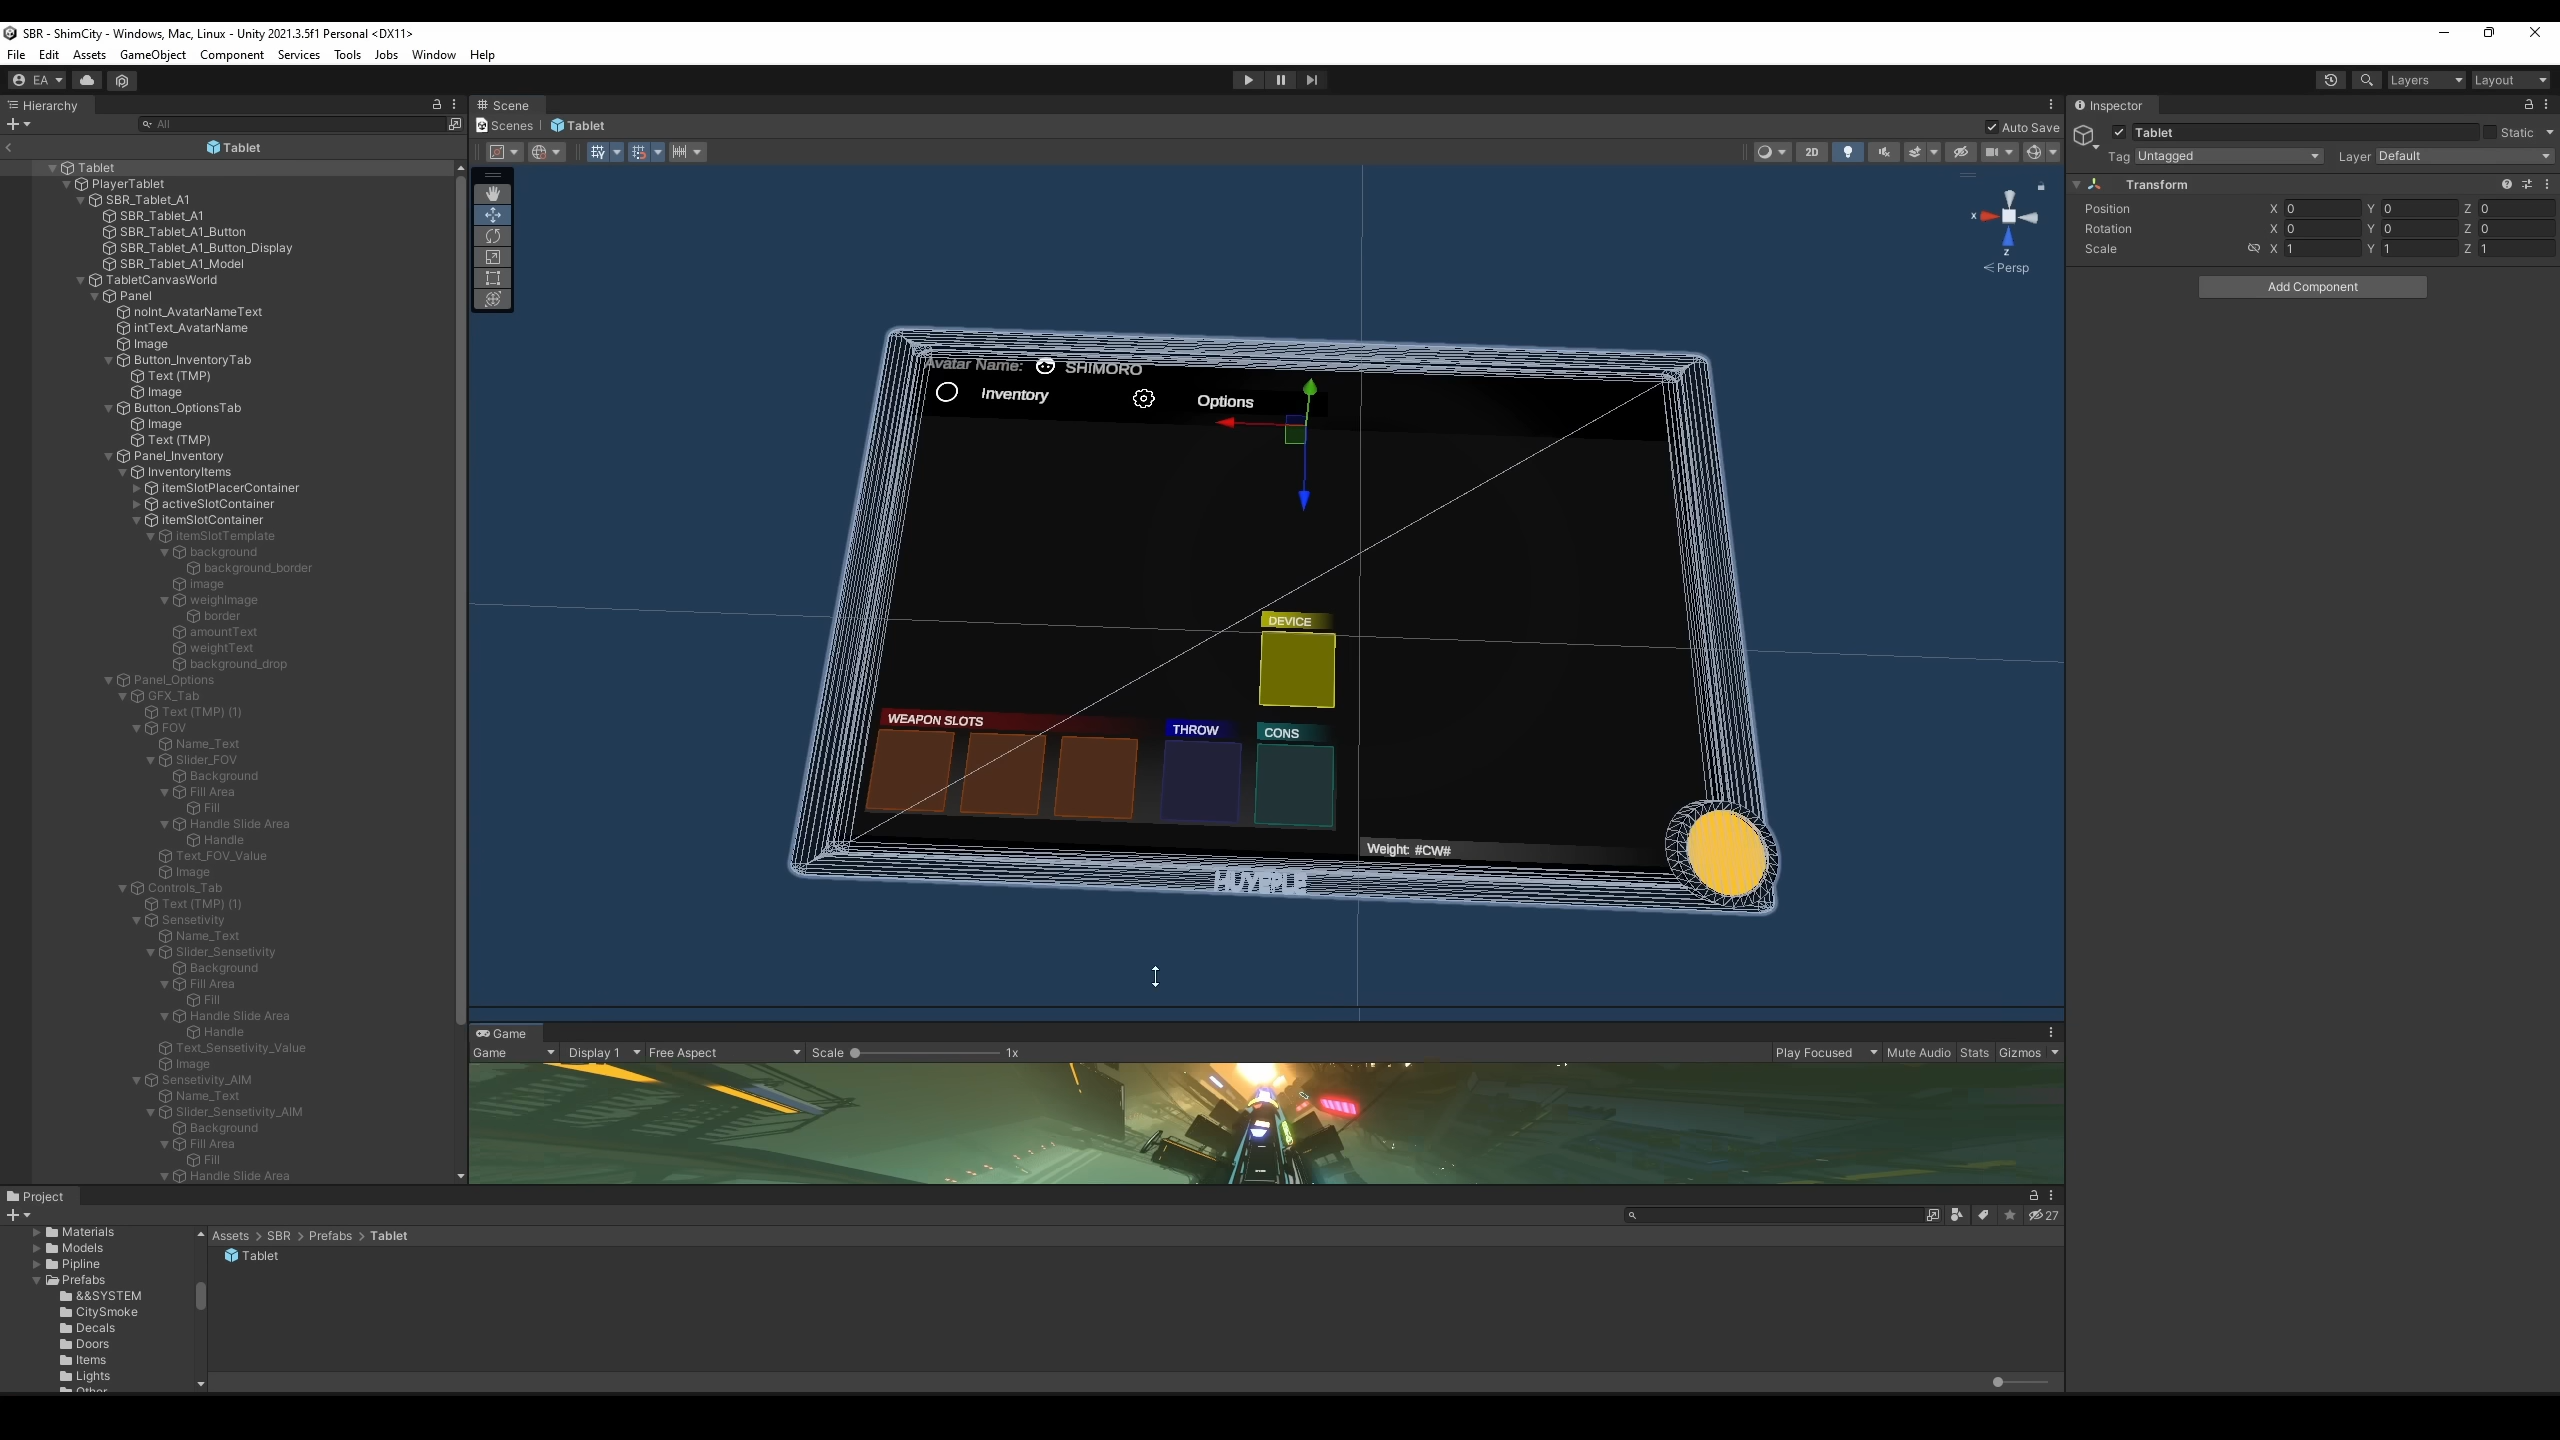 SBR - ShimCity - Windows, Mac, Linux - Unity 2021.3.5f1 Personal <DX11>
File Edit Assets GameObject Component Services Tools Jobs Window Help
EA
Layers Layout
Hierarchy
All
Tablet
Tablet
PlayerTablet
SBR_Tablet_A1
SBR_Tablet_A1
SBR_Tablet_A1_Button
SBR_Tablet_A1_Button_Display
SBR_Tablet_A1_Model
TabletCanvasWorld
Panel
noInt_AvatarNameText
intText_AvatarName
Image
Button_InventoryTab
Text (TMP)
Image
Button_OptionsTab
Image
Text (TMP)
Panel_Inventory
InventoryItems
itemSlotPlacerContainer
activeSlotContainer
itemSlotContainer
itemSlotTemplate
background
background_border
image
weighImage
border
amountText
weightText
background_drop
Panel_Options
GFX_Tab
Text (TMP) (1)
FOV
Name_Text
Slider_FOV
Background
Fill Area
Fill
Handle Slide Area
Handle
Text_FOV_Value
Image
Controls_Tab
Text (TMP) (1)
Sensetivity
Name_Text
Slider_Sensetivity
Background
Fill Area
Fill
Handle Slide Area
Handle
Text_Sensetivity_Value
Image
Sensetivity_AIM
Name_Text
Slider_Sensetivity_AIM
Background
Fill Area
Fill
Handle Slide Area
Scene
Scenes Tablet
Auto Save
2D
x
z
Persp
Avatar Name: SHIMORO
Inventory Options
DEVICE
WEAPON SLOTS THROW CONS
Weight: #CW#
Game
Game Display 1 Free Aspect Scale 1x Play Focused Mute Audio Stats Gizmos
Inspector
Tablet Static
Tag Untagged Layer Default
Transform
Position X 0 Y 0 Z 0
Rotation X 0 Y 0 Z 0
Scale X 1 Y 1 Z 1
Add Component
Project
27
Materials
Models
Pipline
Prefabs
&&SYSTEM
CitySmoke
Decals
Doors
Items
Lights
Other
Assets > SBR > Prefabs > Tablet
Tablet